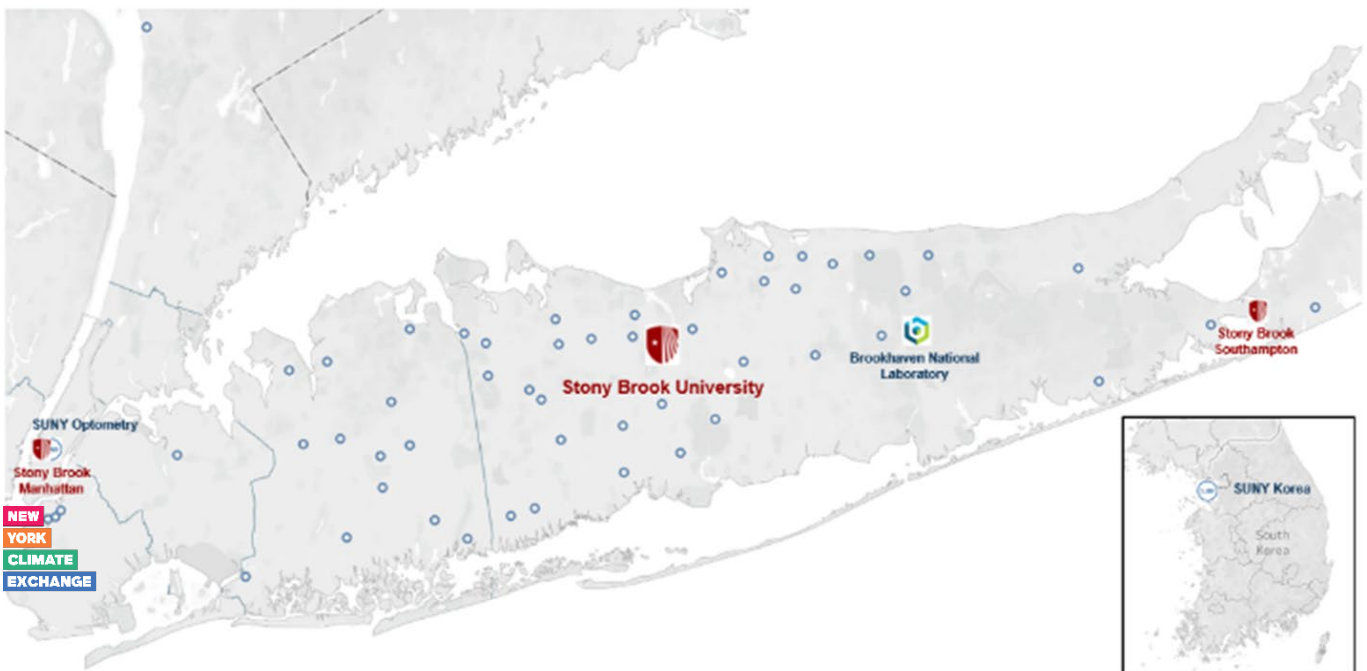 SUNY Optometry
Stony Brook
Manhattan
NEW
YORK
CLIMATE
EXCHANGE
Stony Brook University
Brookhaven National
Laboratory
Stony Brook
Southampton
SUNY Korea
South
Korea